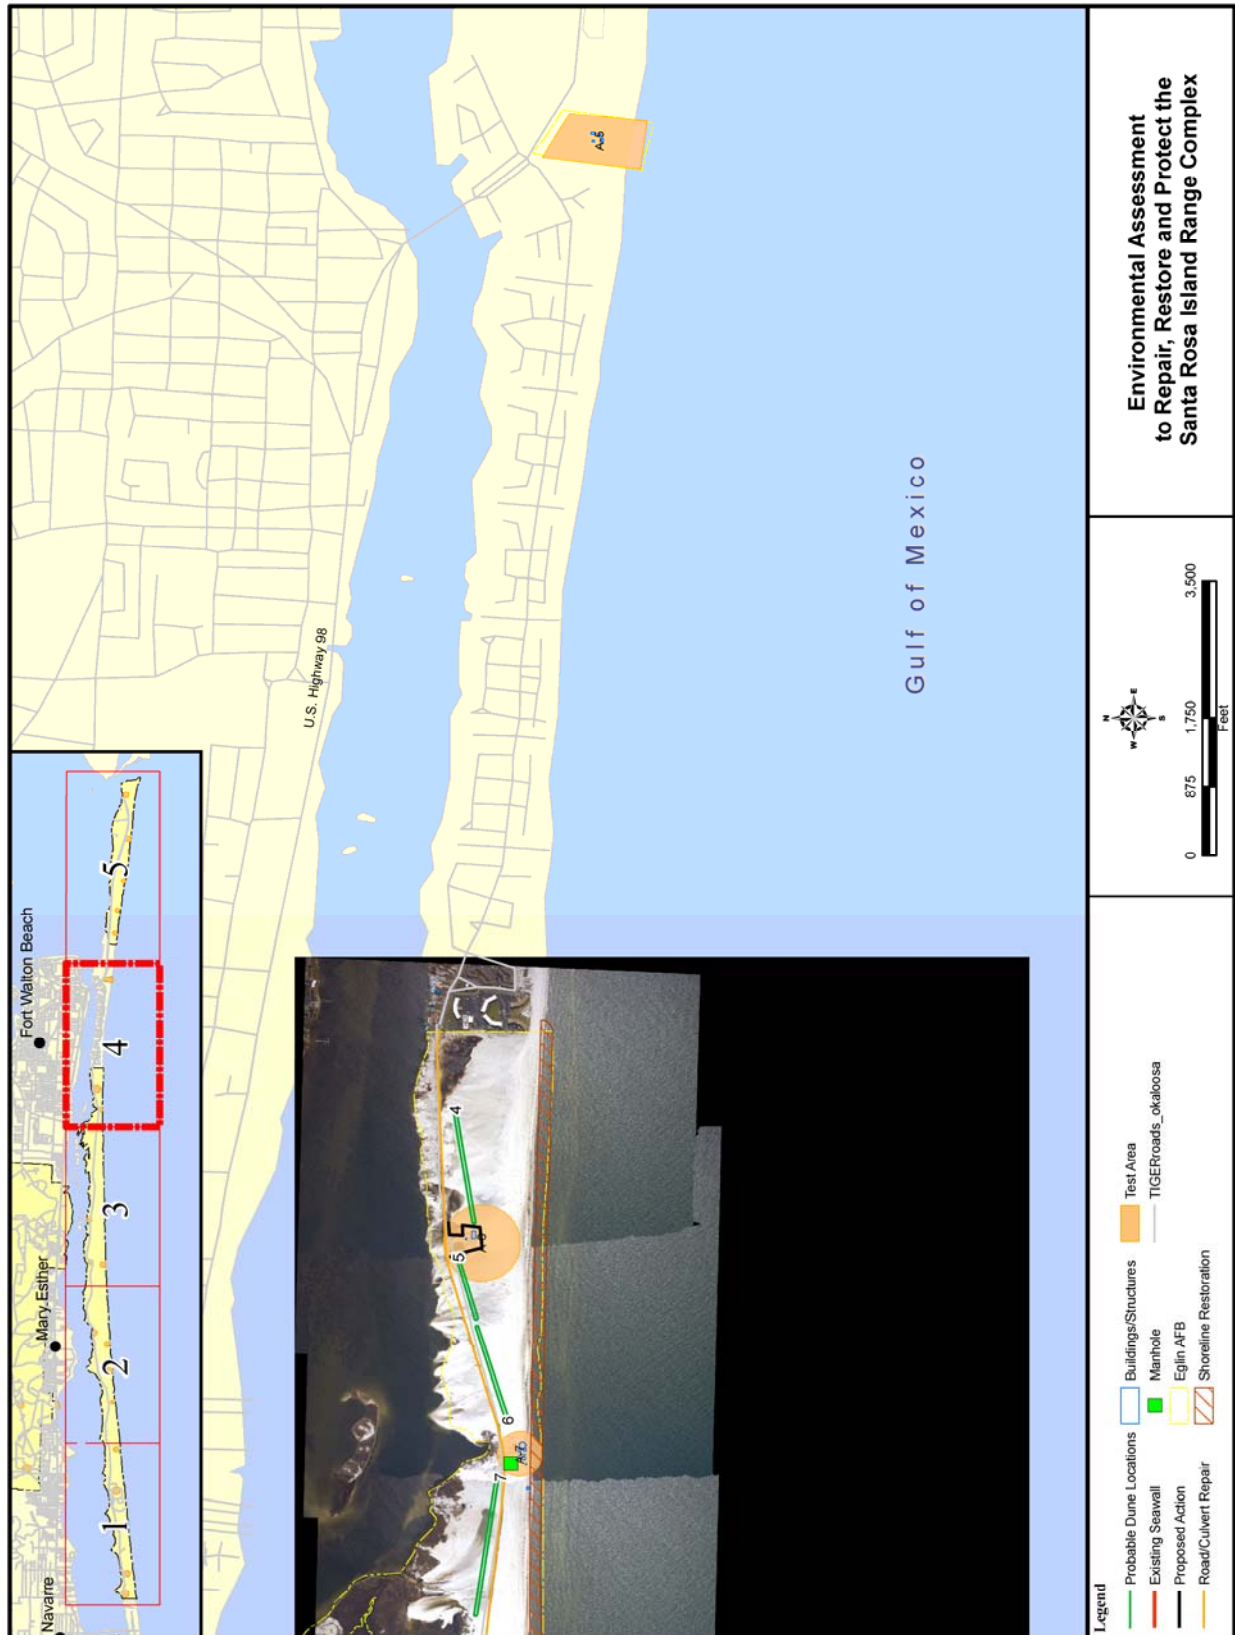 Navarre
Mary Esther
Fort Walton Beach
1
2
3
4
5
U.S. Highway 98
Gulf of Mexico
4
5
6
7
Legend
Probable Dune Locations
Existing Seawall
Proposed Action
Road/Culvert Repair
Buildings/Structures
Manhole
Eglin AFB
Shoreline Restoration
Test Area
TIGERroads_okaloosa
N
W
E
S
0 875 1,750 3,500
Feet
Environmental Assessment
to Repair, Restore and Protect the
Santa Rosa Island Range Complex